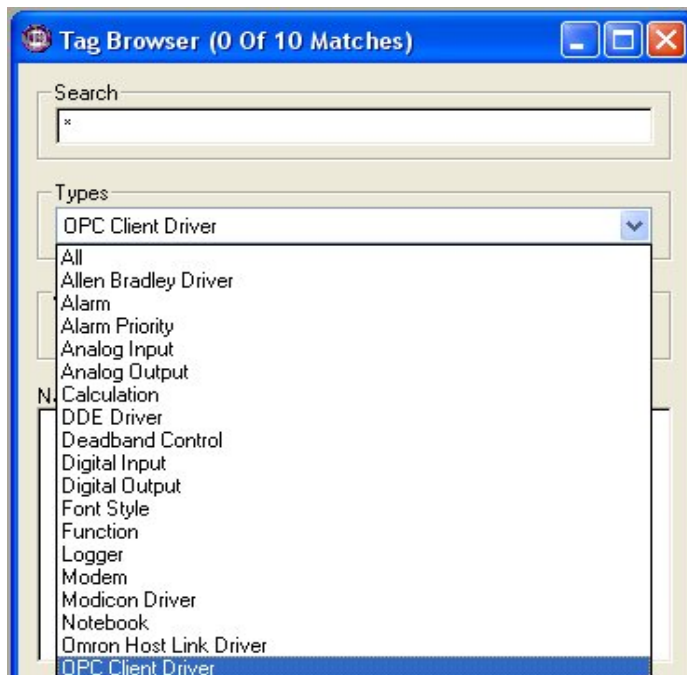 Tag Browser (0 Of 10 Matches)
Search
*
Types
OPC Client Driver
All
Allen Bradley Driver
Alarm
Alarm Priority
Analog Input
Analog Output
Calculation
DDE Driver
Deadband Control
Digital Input
Digital Output
Font Style
Function
Logger
Modem
Modicon Driver
Notebook
Omron Host Link Driver
OPC Client Driver